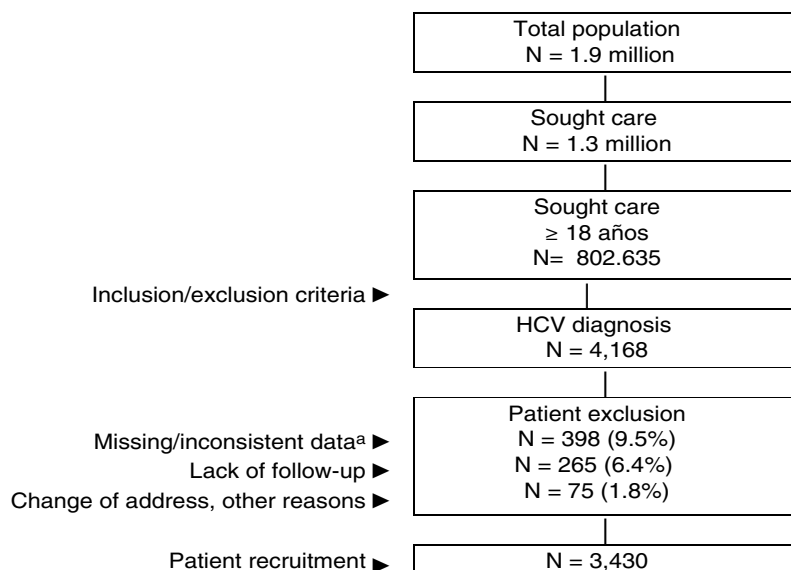 Total population
N = 1.9 million
Sought care
N = 1.3 million
Sought care
≥ 18 años
N= 802.635
Inclusion/exclusion criteria ►
HCV diagnosis
N = 4,168
Patient exclusion
Missing/inconsistent dataª ► N = 398 (9.5%)
Lack of follow-up ► N = 265 (6.4%)
Change of address, other reasons ► N = 75 (1.8%)
Patient recruitment ► N = 3,430